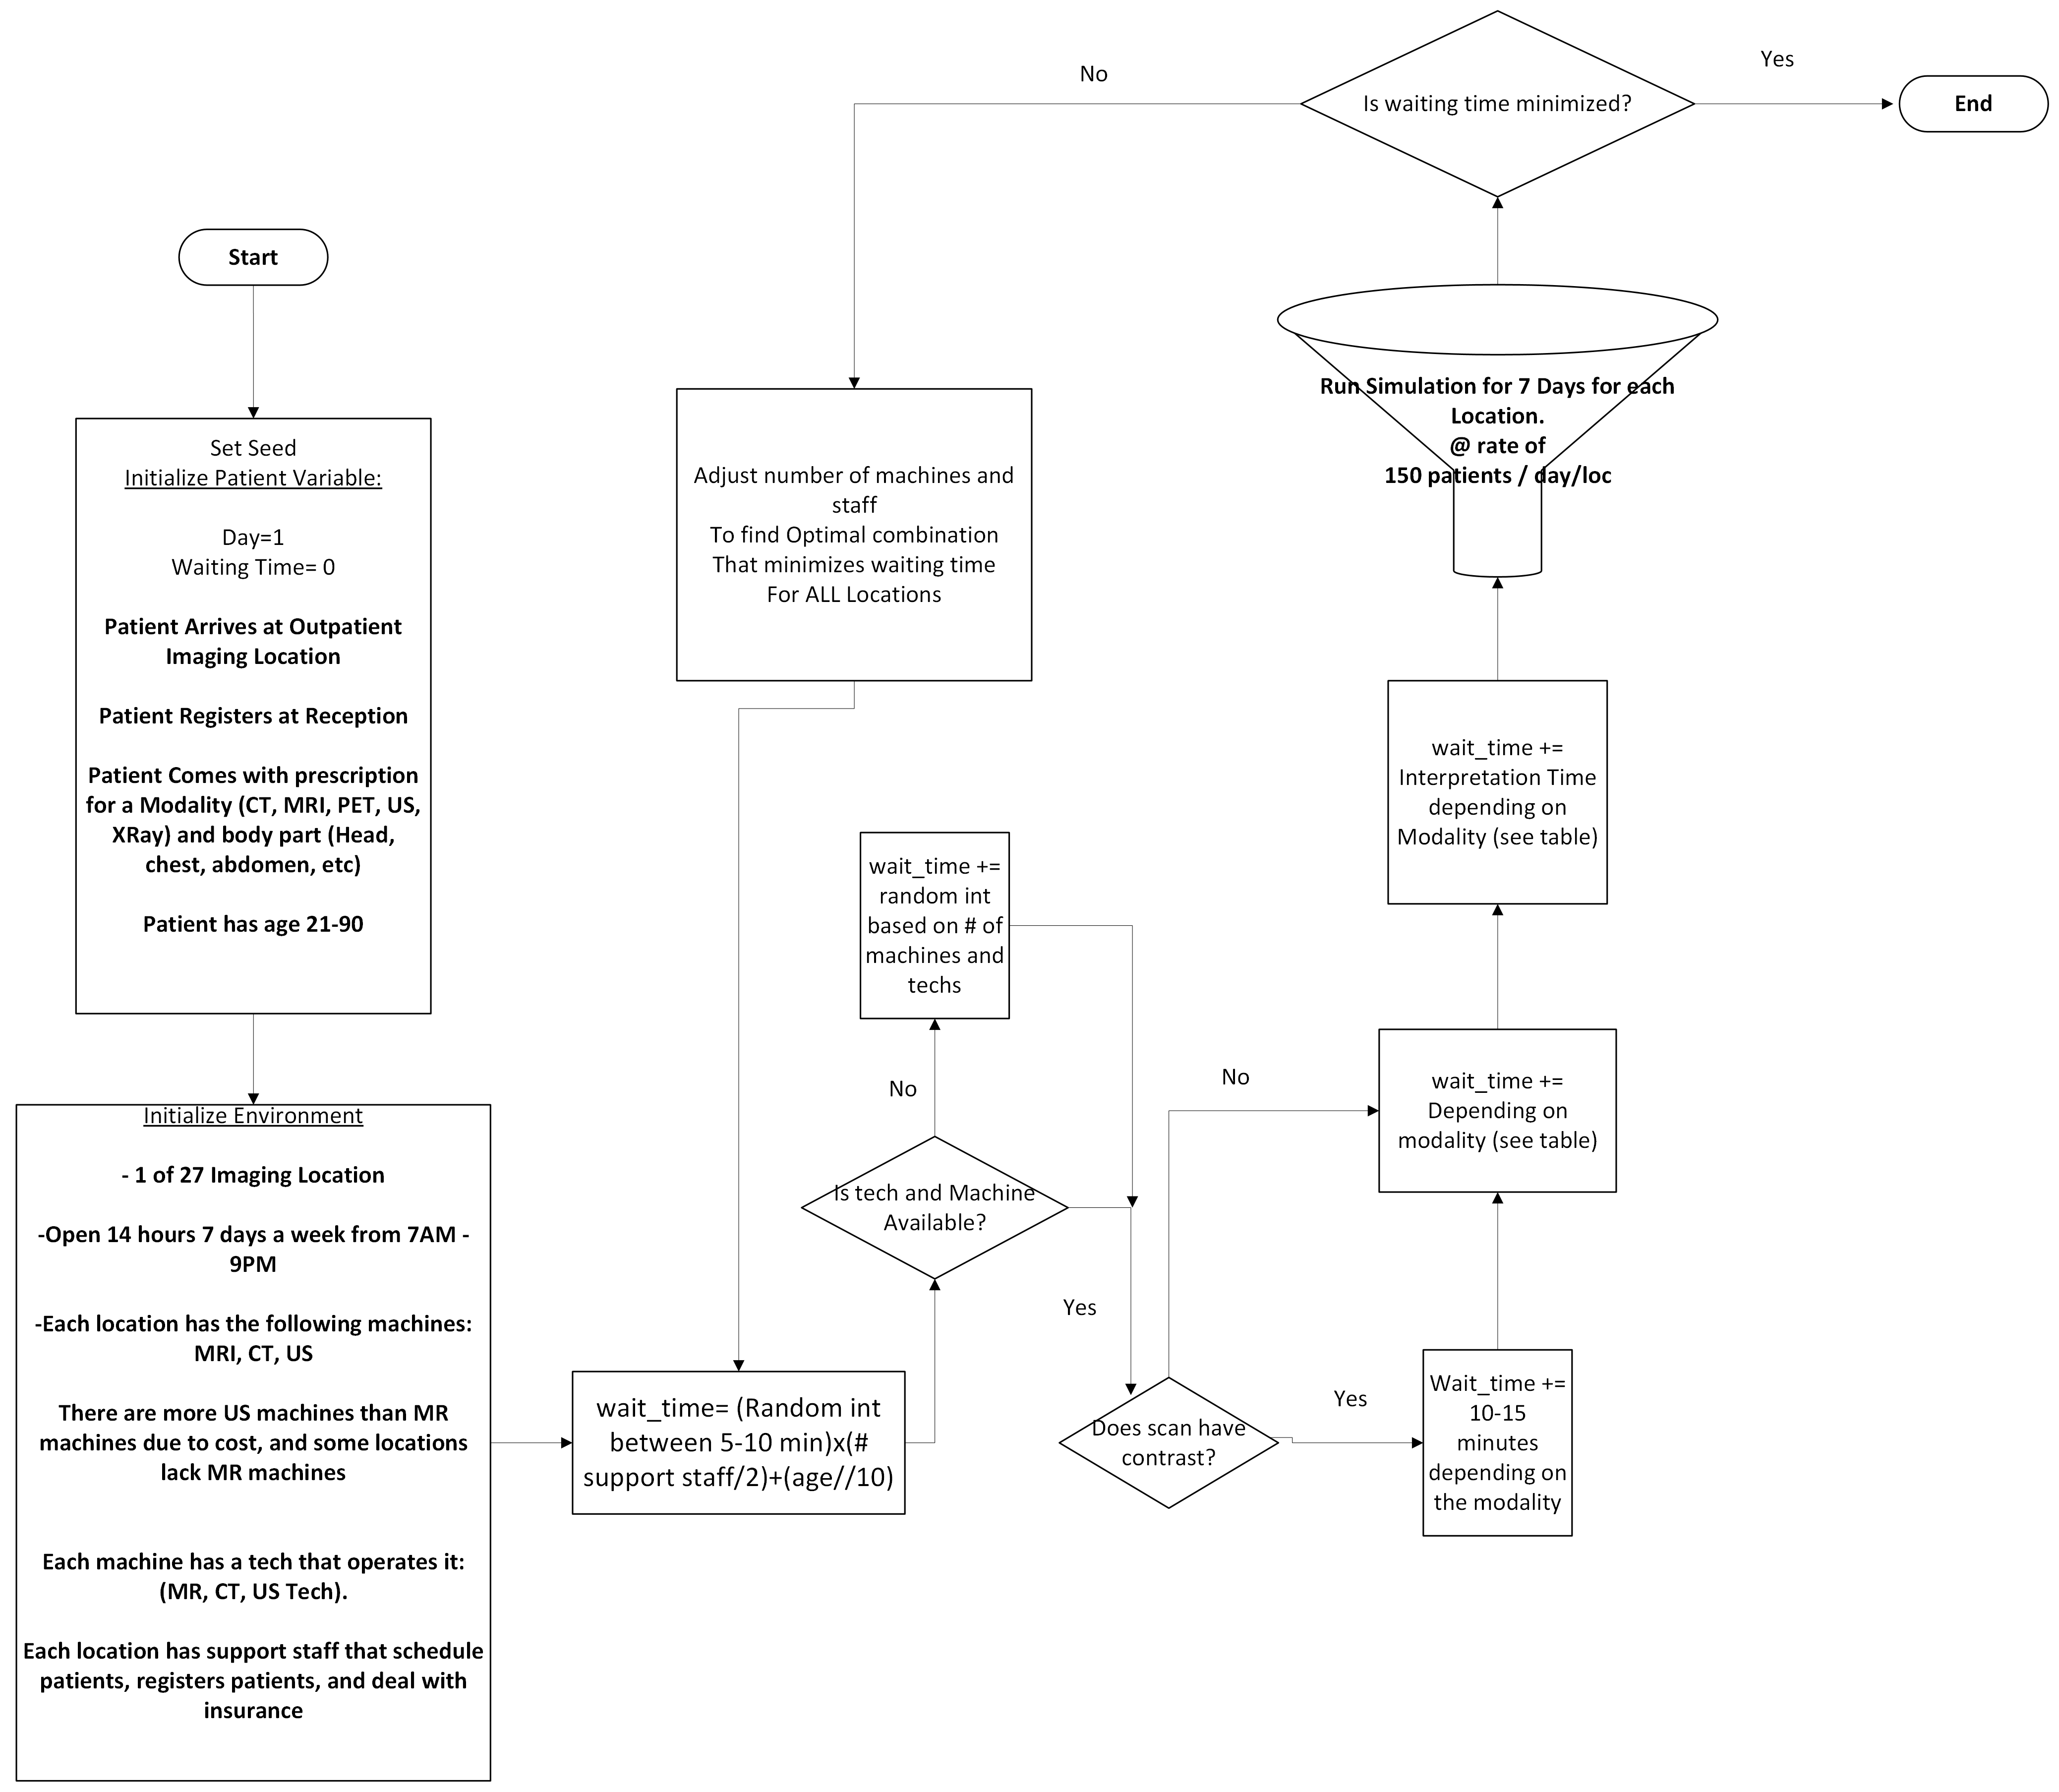 Start
Set Seed
Initialize Patient Variable:
Day=1
Waiting Time= 0
Patient Arrives at Outpatient
Imaging Location
Patient Registers at Reception
Patient Comes with prescription
for a Modality (CT, MRI, PET, US,
XRay) and body part (Head,
chest, abdomen, etc)
Patient has age 21-90
Initialize Environment
- 1 of 27 Imaging Location
-Open 14 hours 7 days a week from 7AM -
9PM
-Each location has the following machines:
MRI, CT, US
There are more US machines than MR
machines due to cost, and some locations
lack MR machines
Each machine has a tech that operates it:
(MR, CT, US Tech).
Each location has support staff that schedule
patients, registers patients, and deal with
insurance
wait_time= (Random int
between 5-10 min)x(#
support staff/2)+(age//10)
Is tech and Machine
Available?
No
wait_time +=
random int
based on # of
machines and
techs
Yes
Does scan have
contrast?
No
Yes
Wait_time +=
10-15
minutes
depending on
the modality
wait_time +=
Depending on
modality (see table)
wait_time +=
Interpretation Time
depending on
Modality (see table)
Run Simulation for 7 Days for each
Location.
@ rate of
150 patients / day/loc
Is waiting time minimized?
No
Yes
Adjust number of machines and
staff
To find Optimal combination
That minimizes waiting time
For ALL Locations
End